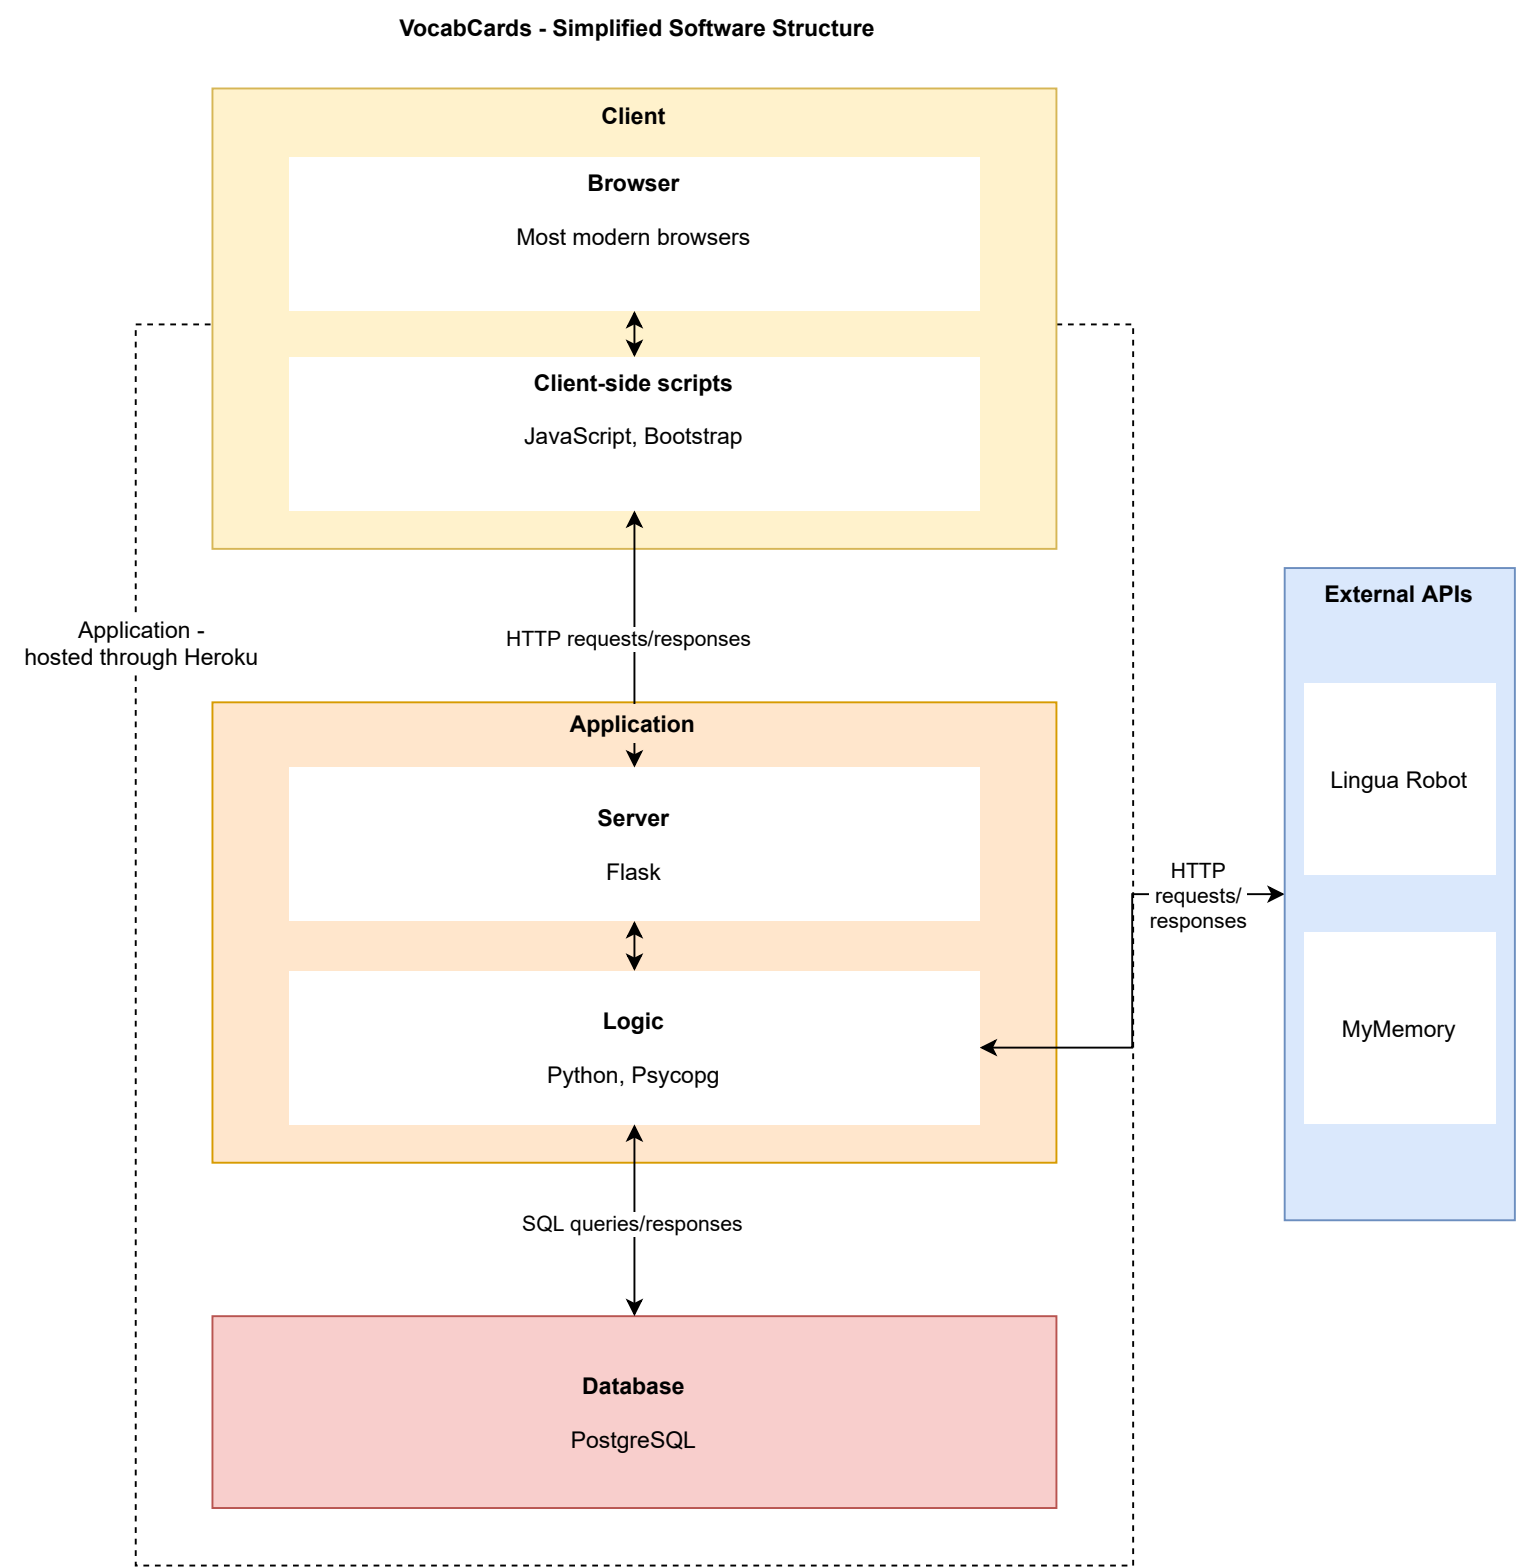 VocabCards - Simplified Software Structure
Client
Browser
Most modern browsers
Client-side scripts
JavaScript, Bootstrap
HTTP requests/responses
Application -
hosted through Heroku
Application
Server
Flask
Logic
Python, Psycopg
SQL queries/responses
Database
PostgreSQL
HTTP
requests/
responses
External APIs
Lingua Robot
MyMemory